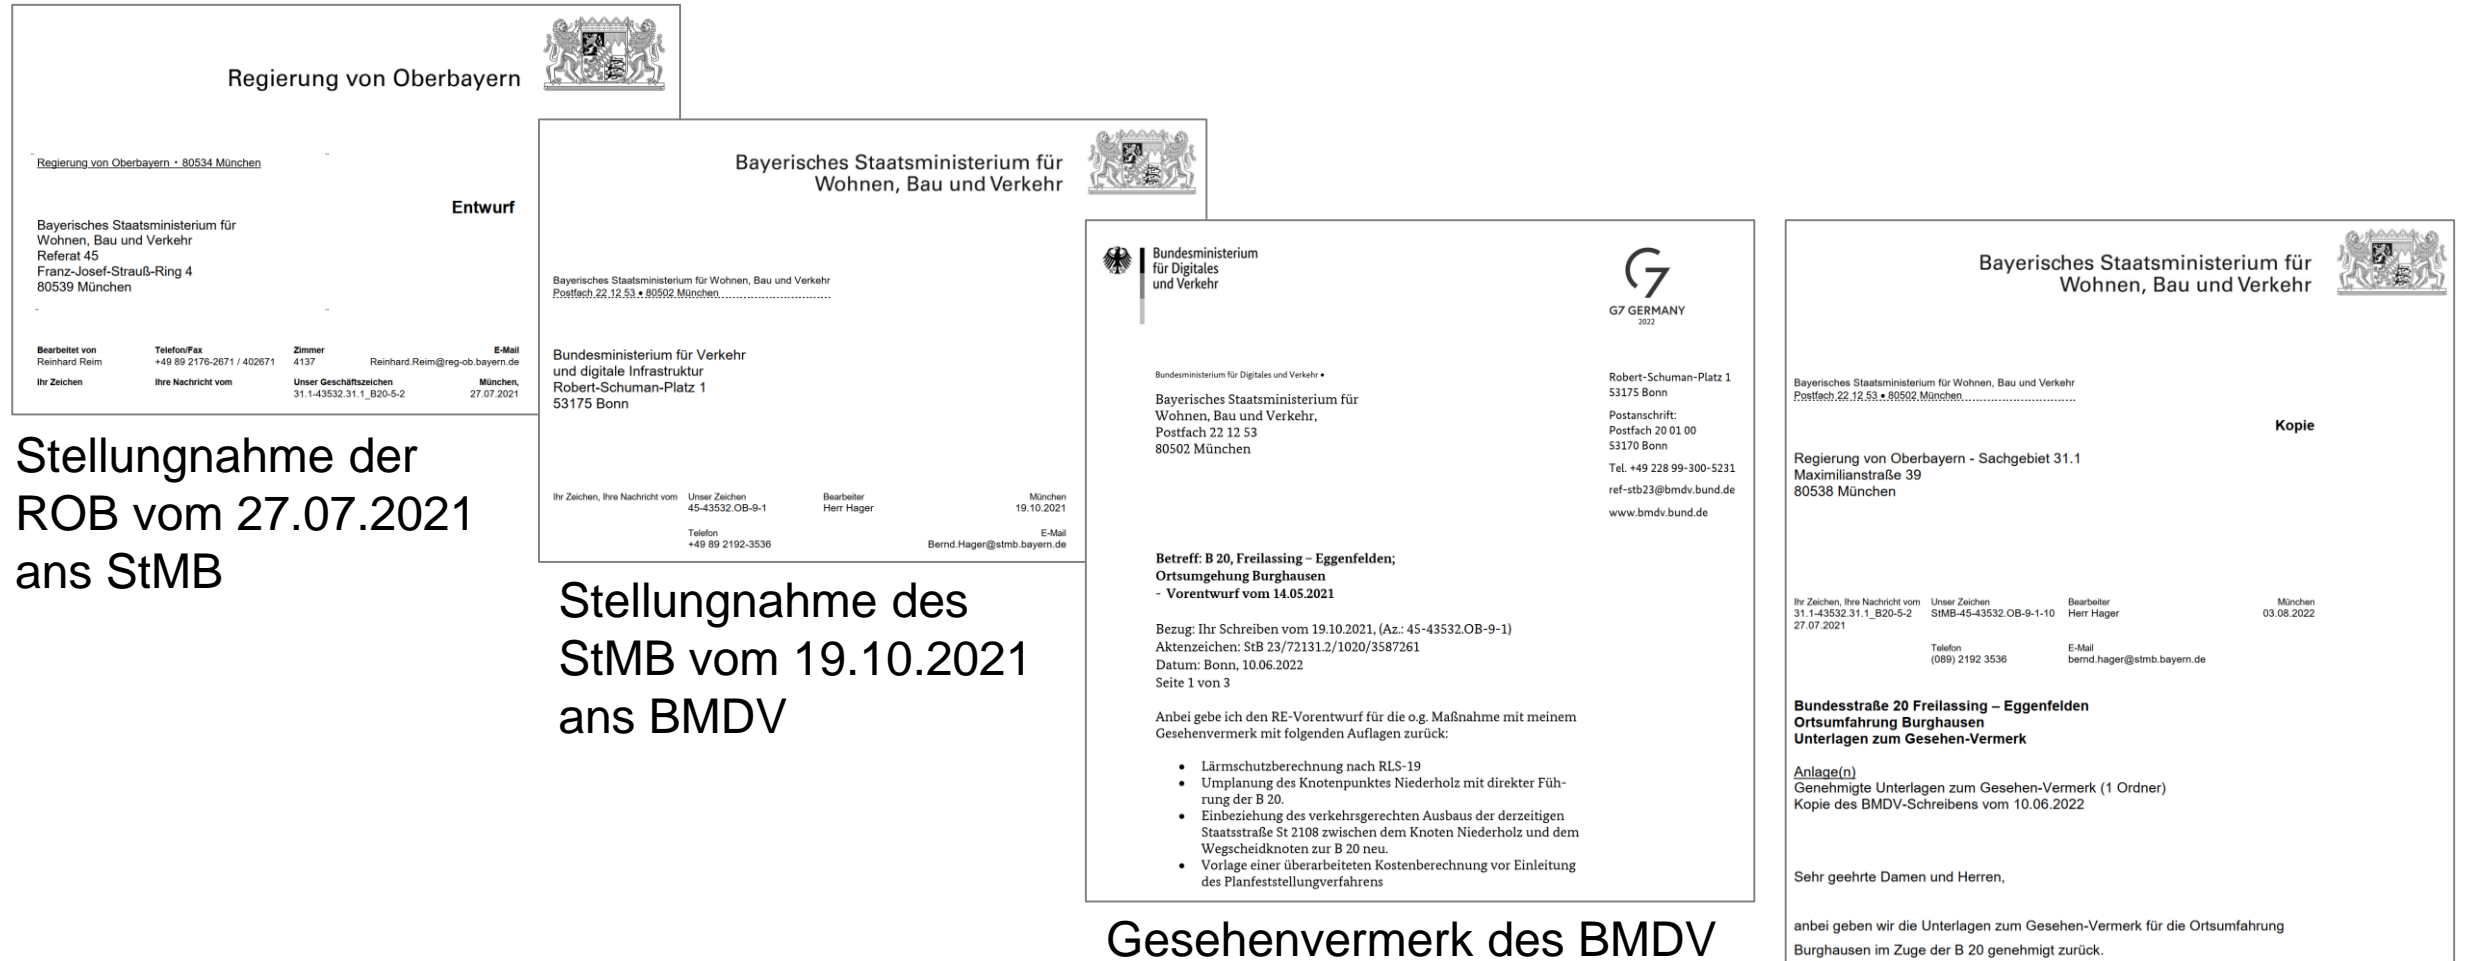 Regierung von Oberbayern
Regierung von Oberbayern • 80534 München
Entwurf
Bayerisches Staatsministerium für
Wohnen, Bau und Verkehr
Referat 45
Franz-Josef-Strauß-Ring 4
80539 München
Bearbeitet von Telefon/Fax Zimmer E-Mail
Reinhard Reim +49 89 2176-2671 / 402671 4137 Reinhard.Reim@reg-ob.bayern.de
Ihr Zeichen Ihre Nachricht vom Unser Geschäftszeichen München,
31.1-43532.31.1_B20-5-2 27.07.2021
Stellungnahme der
ROB vom 27.07.2021
ans StMB
Bayerisches Staatsministerium für
Wohnen, Bau und Verkehr
Bayerisches Staatsministerium für Wohnen, Bau und Verkehr
Postfach 22 12 53 • 80502 München
Bundesministerium für Verkehr
und digitale Infrastruktur
Robert-Schuman-Platz 1
53175 Bonn
Ihr Zeichen, Ihre Nachricht vom Unser Zeichen Bearbeiter München
45-43532.OB-9-1 Herr Hager 19.10.2021
Telefon E-Mail
+49 89 2192-3536 Bernd.Hager@stmb.bayern.de
Stellungnahme des
StMB vom 19.10.2021
ans BMDV
Bundesministerium
für Digitales
und Verkehr
G7 GERMANY
2022
Bundesministerium für Digitales und Verkehr •
Bayerisches Staatsministerium für
Wohnen, Bau und Verkehr,
Postfach 22 12 53
80502 München
Robert-Schuman-Platz 1
53175 Bonn
Postanschrift:
Postfach 20 01 00
53170 Bonn
Tel. +49 228 99-300-5231
ref-stb23@bmdv.bund.de
www.bmdv.bund.de
Betreff: B 20, Freilassing – Eggenfelden;
Ortsumgehung Burghausen
- Vorentwurf vom 14.05.2021
Bezug: Ihr Schreiben vom 19.10.2021, (Az.: 45-43532.OB-9-1)
Aktenzeichen: StB 23/72131.2/1020/3587261
Datum: Bonn, 10.06.2022
Seite 1 von 3
Anbei gebe ich den RE-Vorentwurf für die o.g. Maßnahme mit meinem
Gesehenvermerk mit folgenden Auflagen zurück:
• Lärmschutzberechnung nach RLS-19
• Umplanung des Knotenpunktes Niederholz mit direkter Füh-
rung der B 20.
• Einbeziehung des verkehrsgerechten Ausbaus der derzeitigen
Staatsstraße St 2108 zwischen dem Knoten Niederholz und dem
Wegscheidknoten zur B 20 neu.
• Vorlage einer überarbeiteten Kostenberechnung vor Einleitung
des Planfeststellungverfahrens
Gesehenvermerk des BMDV
Bayerisches Staatsministerium für
Wohnen, Bau und Verkehr
Bayerisches Staatsministerium für Wohnen, Bau und Verkehr
Postfach 22 12 53 • 80502 München
Kopie
Regierung von Oberbayern - Sachgebiet 31.1
Maximilianstraße 39
80538 München
Ihr Zeichen, Ihre Nachricht vom Unser Zeichen Bearbeiter München
31.1-43532.31.1_B20-5-2 StMB-45-43532.OB-9-1-10 Herr Hager 03.08.2022
27.07.2021
Telefon E-Mail
(089) 2192 3536 bernd.hager@stmb.bayern.de
Bundesstraße 20 Freilassing – Eggenfelden
Ortsumfahrung Burghausen
Unterlagen zum Gesehen-Vermerk
Anlage(n)
Genehmigte Unterlagen zum Gesehen-Vermerk (1 Ordner)
Kopie des BMDV-Schreibens vom 10.06.2022
Sehr geehrte Damen und Herren,
anbei geben wir die Unterlagen zum Gesehen-Vermerk für die Ortsumfahrung
Burghausen im Zuge der B 20 genehmigt zurück.